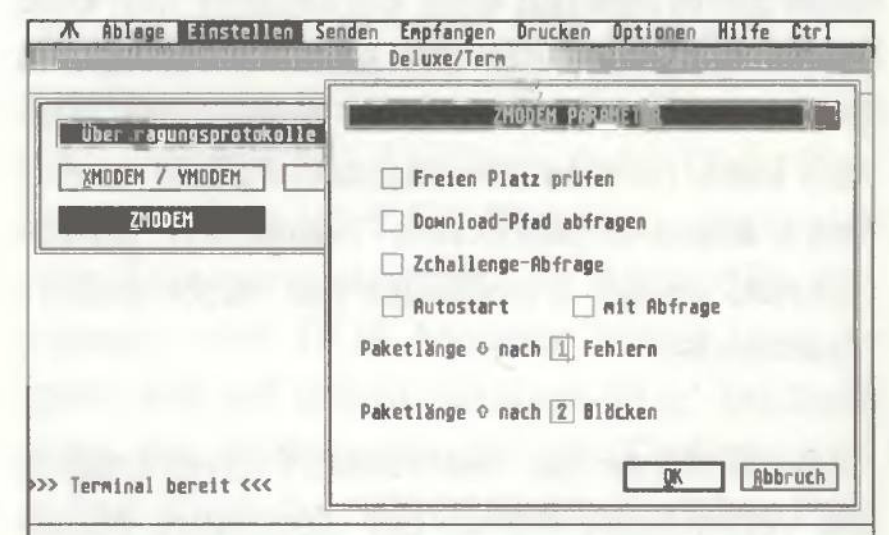 Ablage Einstellen Senden Empfangen Drucken Optionen Hilfe Ctrl
Deluxe/Term
Übertragungsprotokolle
XMODEM / YMODEM
ZMODEM
ZMODEM PARAMETER
Freien Platz prüfen
Download-Pfad abfragen
Zchallenge-Abfrage
Autostart mit Abfrage
Paketlänge ⇩ nach 1 Fehlern
Paketlänge ⇧ nach 2 Blöcken
OK Abbruch
>>> Terminal bereit <<<